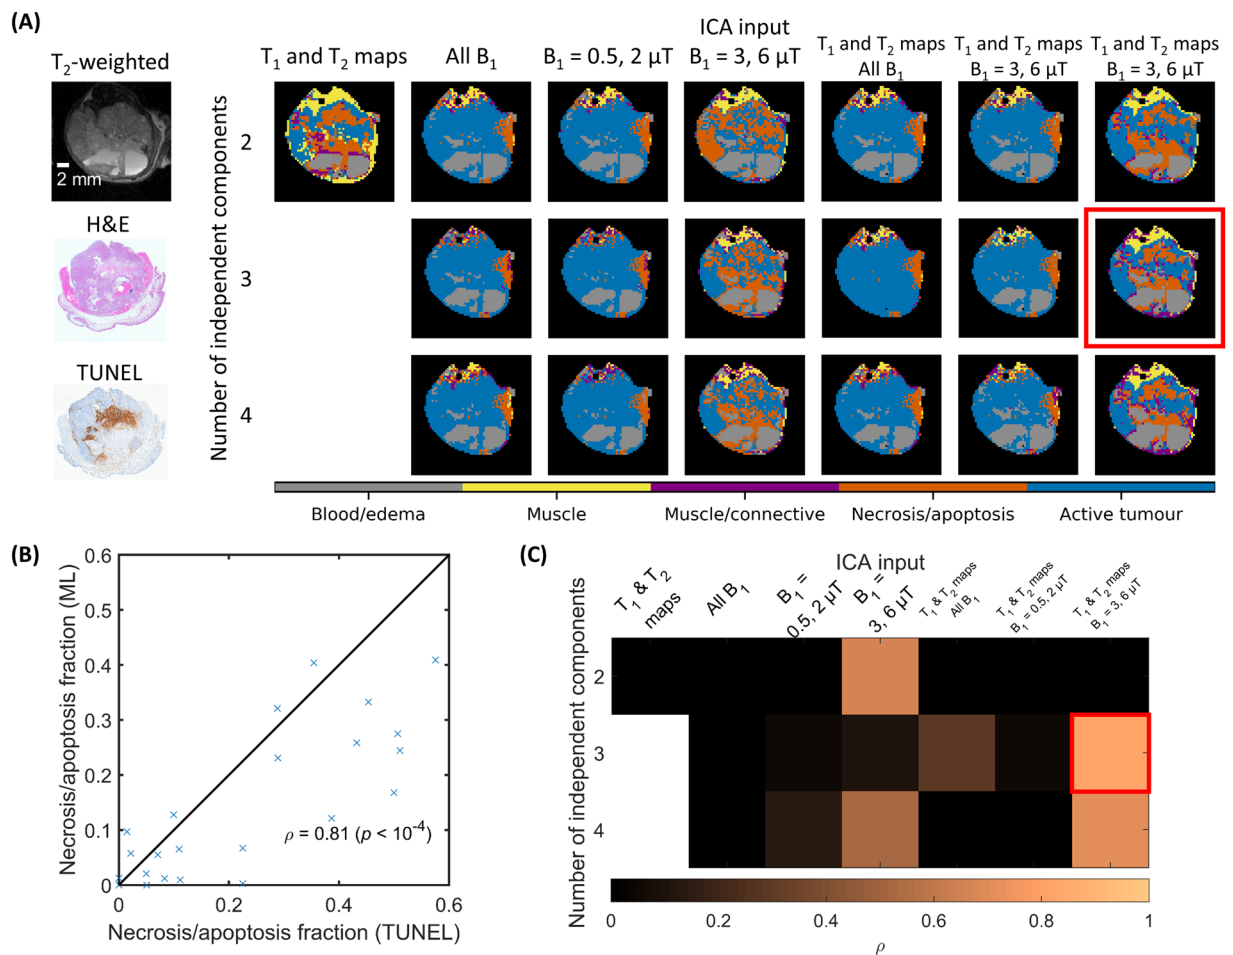 (A)
ICA input
T2-weighted
T1 and T2 maps
All B1
B1 = 0.5, 2 μT
B1 = 3, 6 μT
T1 and T2 maps
All B1
T1 and T2 maps
B1 = 3, 6 μT
T1 and T2 maps
B1 = 3, 6 μT
2 mm
H&E
TUNEL
Number of independent components
2
3
4
Blood/edema
Muscle
Muscle/connective
Necrosis/apoptosis
Active tumour
(B)
Necrosis/apoptosis fraction (ML)
0.6
0.5
0.4
0.3
0.2
0.1
0
ρ = 0.81 (p < 10-4)
0
0.2
0.4
0.6
Necrosis/apoptosis fraction (TUNEL)
(C)
ICA input
T1 & T2
maps
All B1
B1 =
0.5, 2 μT
B1 =
3, 6 μT
T1 & T2 maps
All B1
T1 & T2 maps
B1 = 0.5, 2 μT
T1 & T2 maps
B1 = 3, 6 μT
Number of independent components
2
3
4
0
0.2
0.4
0.6
0.8
1
ρ